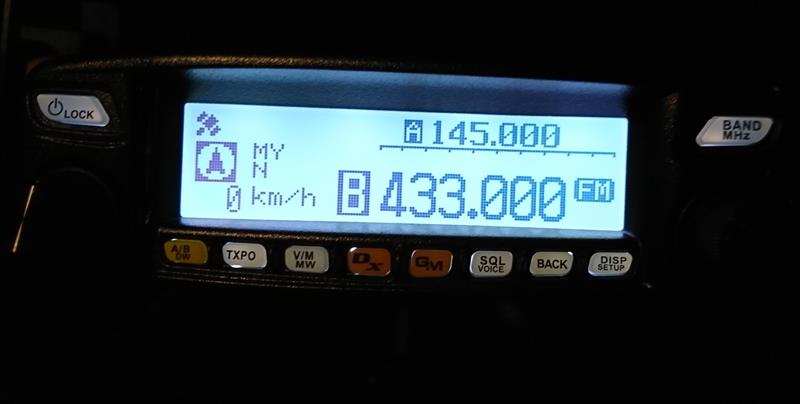 LOCK
A 145.000
BAND
MHz
MY
N
0 km/h
B 433.000 FM
A/B
DW
TXPO
V/M
MW
Dx
GM
SQL
VOICE
BACK
DISP
SETUP